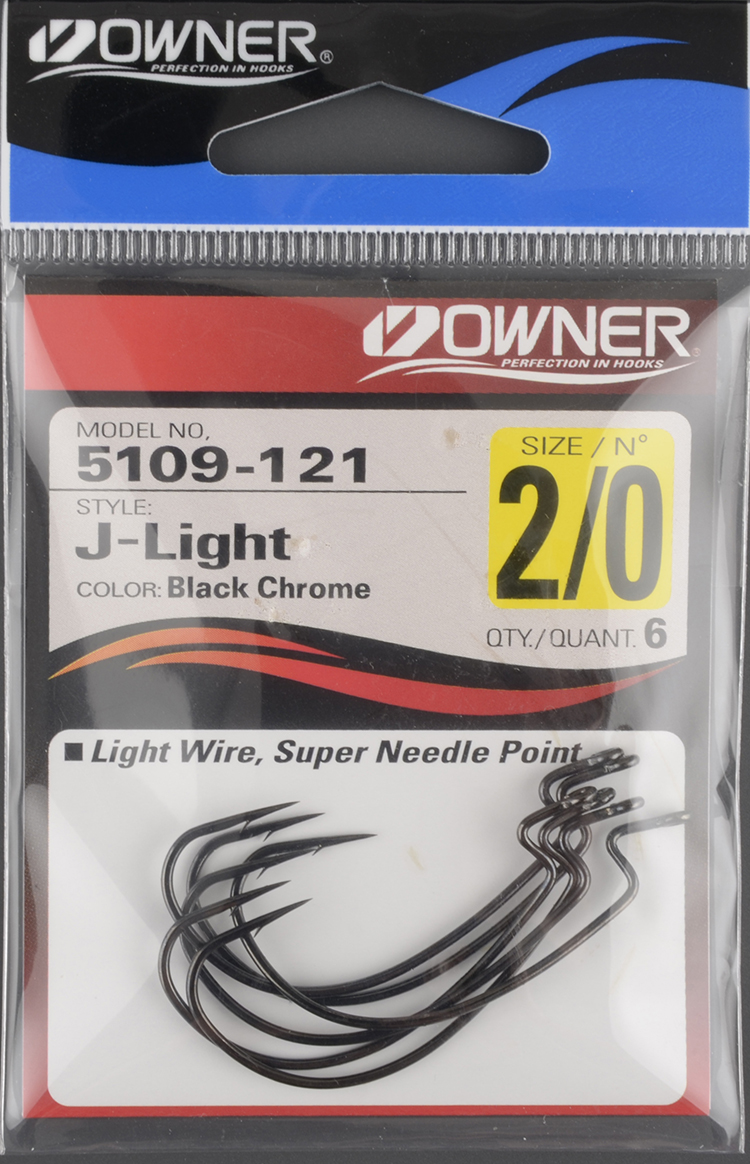 OWNER®
PERFECTION IN HOOKS
OWNER
PERFECTION IN HOOKS
MODEL NO,
5109-121
STYLE:
J-Light
COLOR: Black Chrome
SIZE / N°
2/0
QTY./QUANT. 6
■ Light Wire, Super Needle Point